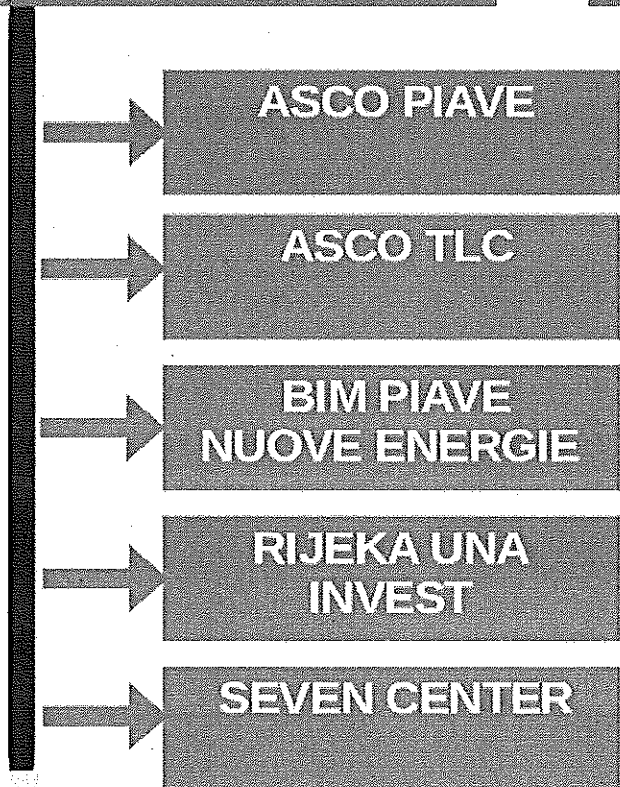 ASCO PIAVE
ASCO TLC
BIM PIAVE
NUOVE ENERGIE
RIJEKA UNA
INVEST
SEVEN CENTER